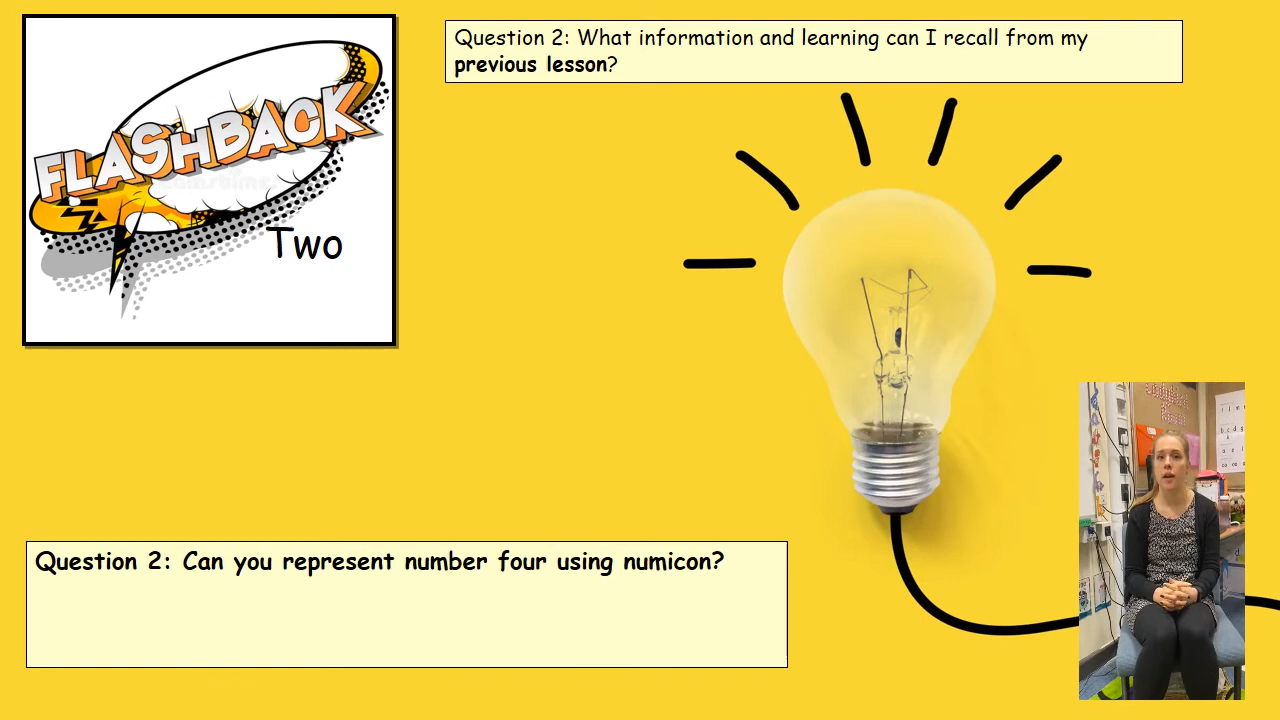 FLASHBACK
Two
Question 2: What information and learning can I recall from my
previous lesson?
Question 2: Can you represent number four using numicon?